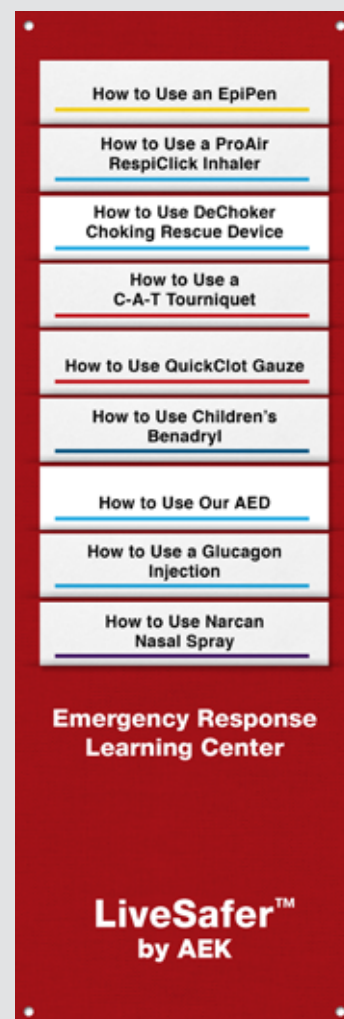 How to Use an EpiPen
How to Use a ProAir
RespiClick Inhaler
How to Use DeChoker
Choking Rescue Device
How to Use a
C-A-T Tourniquet
How to Use QuickClot Gauze
How to Use Children's
Benadryl
How to Use Our AED
How to Use a Glucagon
Injection
How to Use Narcan
Nasal Spray
Emergency Response
Learning Center
LiveSafer™
by AEK